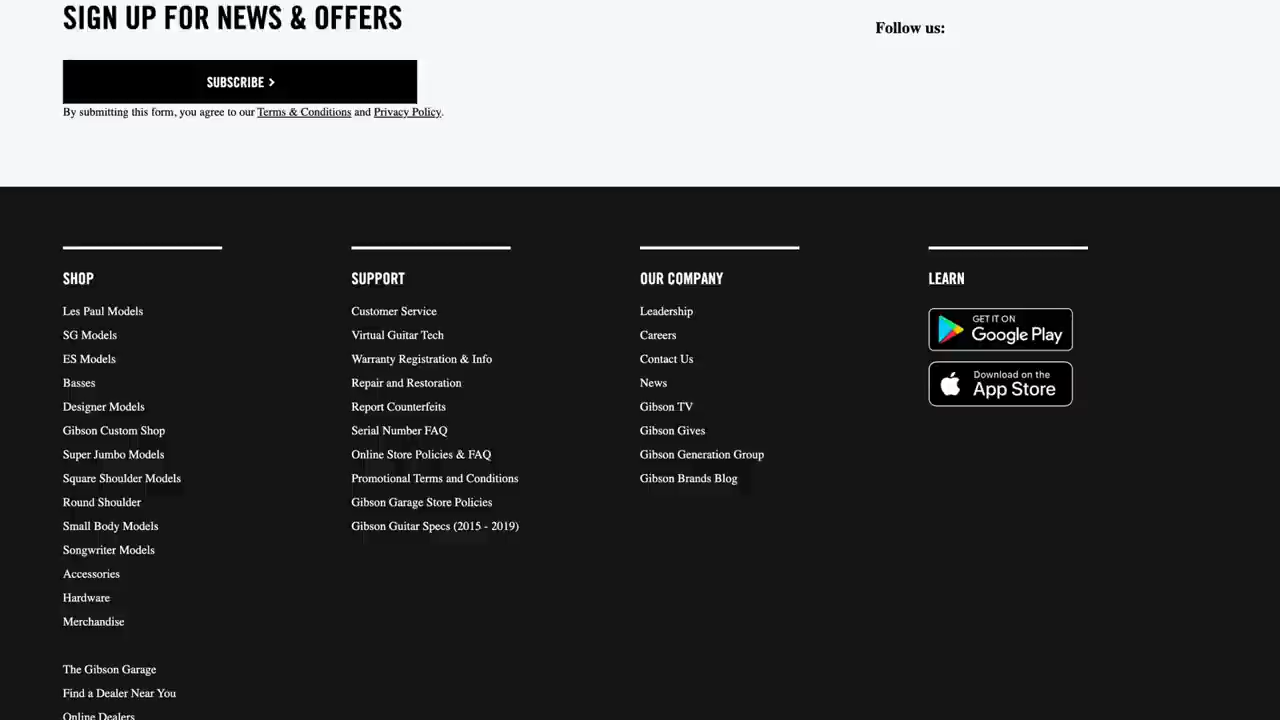 SIGN UP FOR NEWS & OFFERS
Follow us:
SUBSCRIBE >
By submitting this form, you agree to our Terms & Conditions and Privacy Policy.
SHOP
Les Paul Models
SG Models
ES Models
Basses
Designer Models
Gibson Custom Shop
Super Jumbo Models
Square Shoulder Models
Round Shoulder
Small Body Models
Songwriter Models
Accessories
Hardware
Merchandise
The Gibson Garage
Find a Dealer Near You
Online Dealers
SUPPORT
Customer Service
Virtual Guitar Tech
Warranty Registration & Info
Repair and Restoration
Report Counterfeits
Serial Number FAQ
Online Store Policies & FAQ
Promotional Terms and Conditions
Gibson Garage Store Policies
Gibson Guitar Specs (2015 - 2019)
OUR COMPANY
Leadership
Careers
Contact Us
News
Gibson TV
Gibson Gives
Gibson Generation Group
Gibson Brands Blog
LEARN
GET IT ON
Google Play
Download on the
App Store